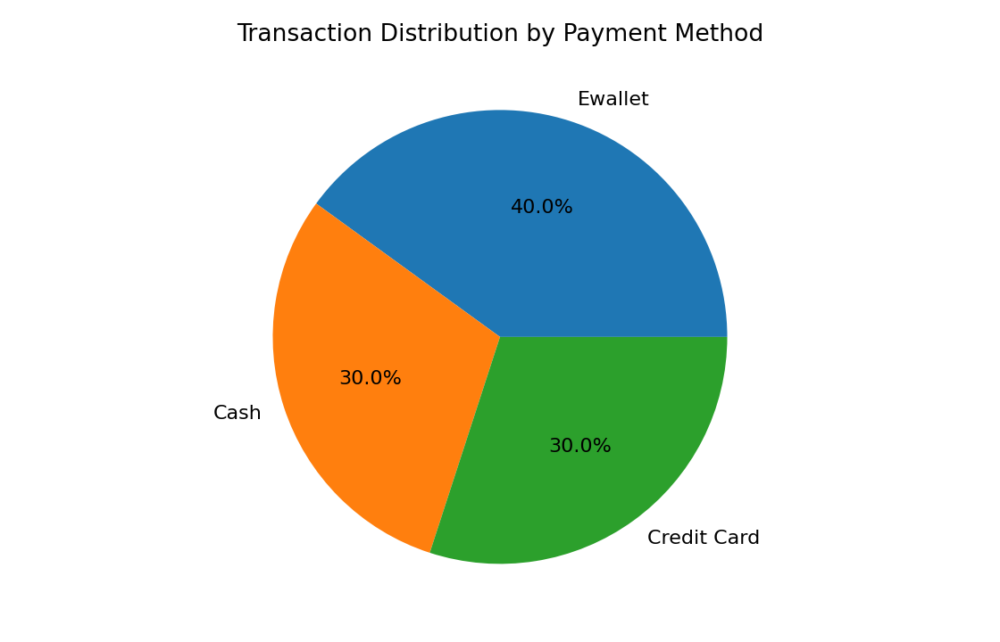 Transaction Distribution by Payment Method
Ewallet
40.0%
30.0%
Cash
30.0%
Credit Card